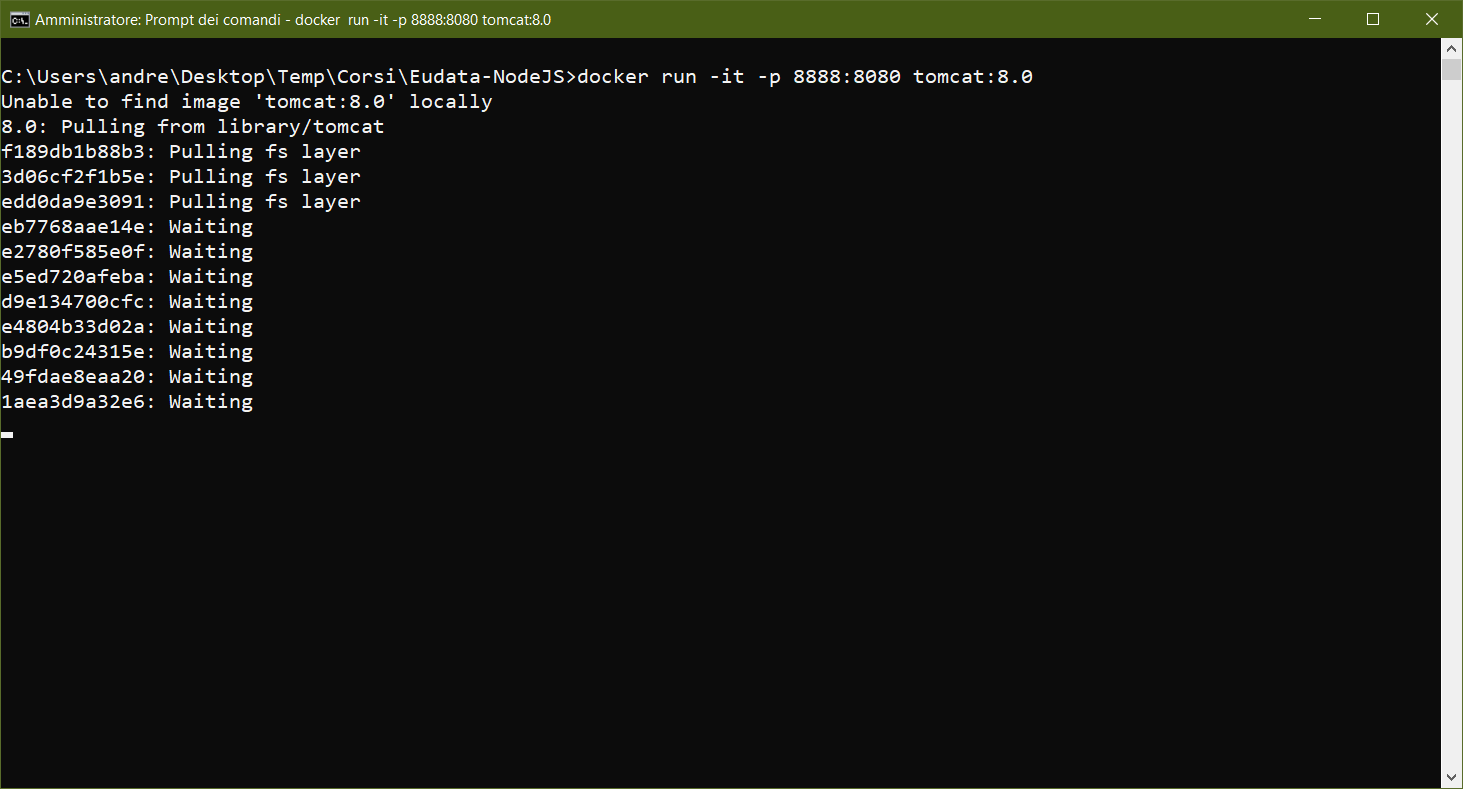 Amministratore: Prompt dei comandi - docker  run -it -p 8888:8080 tomcat:8.0
C:\Users\andre\Desktop\Temp\Corsi\Eudata-NodeJS>docker run -it -p 8888:8080 tomcat:8.0
Unable to find image 'tomcat:8.0' locally
8.0: Pulling from library/tomcat
f189db1b88b3: Pulling fs layer
3d06cf2f1b5e: Pulling fs layer
edd0da9e3091: Pulling fs layer
eb7768aae14e: Waiting
e2780f585e0f: Waiting
e5ed720afeba: Waiting
d9e134700cfc: Waiting
e4804b33d02a: Waiting
b9df0c24315e: Waiting
49fdae8eaa20: Waiting
1aea3d9a32e6: Waiting